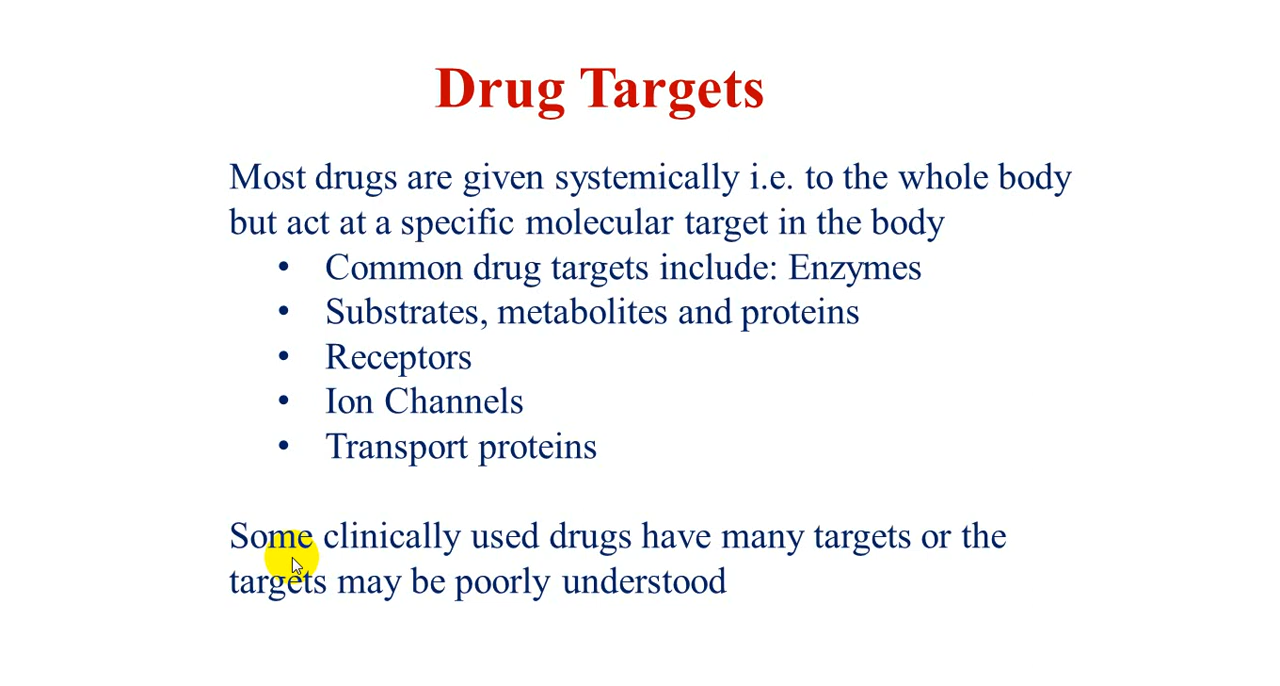 Drug Targets
Most drugs are given systemically i.e. to the whole body
but act at a specific molecular target in the body
• Common drug targets include: Enzymes
• Substrates, metabolites and proteins
• Receptors
• Ion Channels
• Transport proteins
Some clinically used drugs have many targets or the
targets may be poorly understood